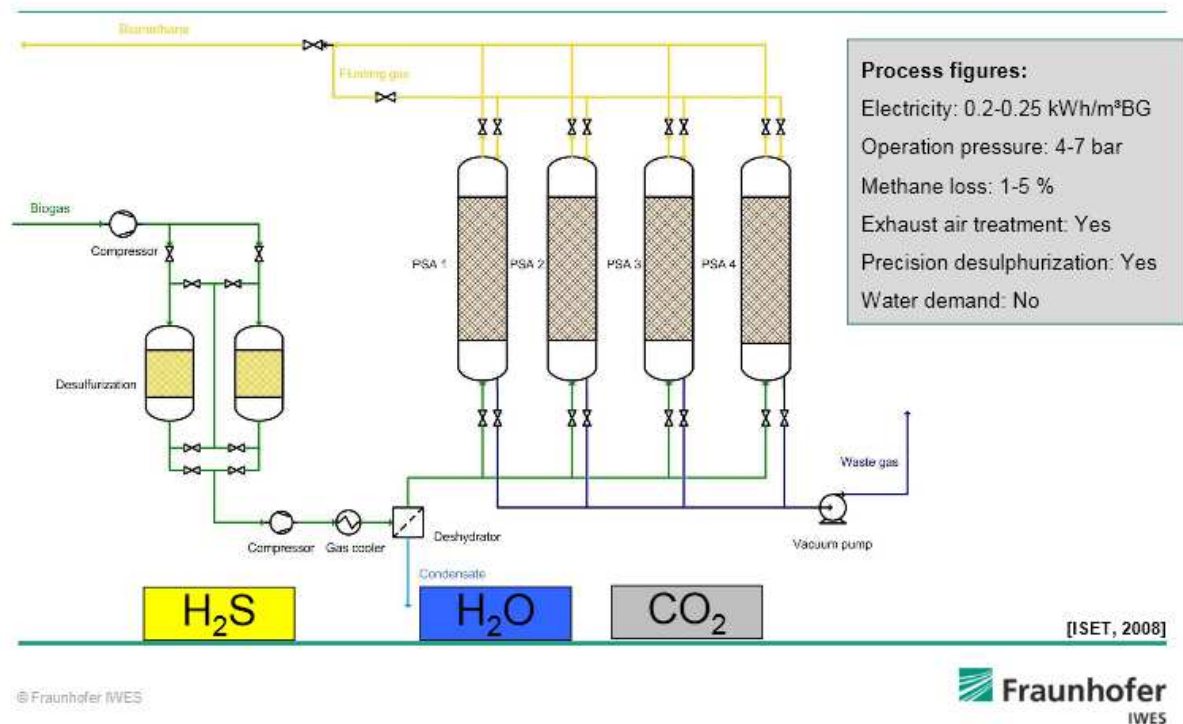 Biomethane
Flushing gas
Process figures:
Electricity: 0.2-0.25 kWh/m³BG
Operation pressure: 4-7 bar
Methane loss: 1-5 %
Exhaust air treatment: Yes
Precision desulphurization: Yes
Water demand: No
Biogas
Compressor
PSA 1
PSA 2
PSA 3
PSA 4
Desulfurization
Waste gas
Compressor
Gas cooler
Deshydrator
Vacuum pump
Condensate
H₂S
H₂O
CO₂
[ISET, 2008]
© Fraunhofer IWES
Fraunhofer
IWES